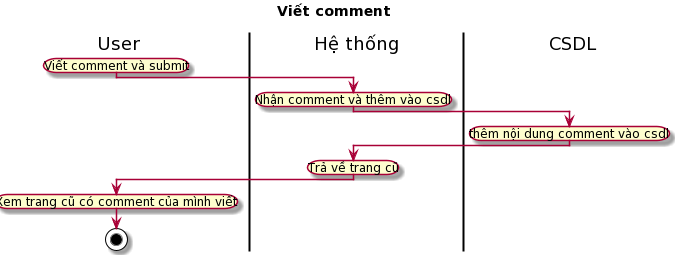 Viết comment
User
Hệ thống
CSDL
Viết comment và submit
Nhận comment và thêm vào csdl
thêm nội dung comment vào csdl
Trả về trang cũ
Xem trang củ có comment của mình viết